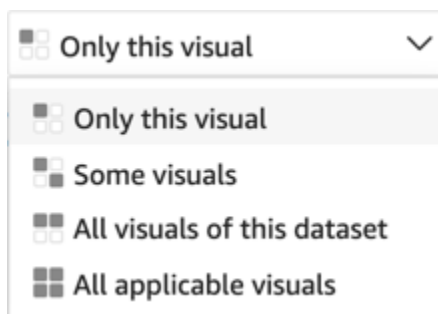 Only this visual
Only this visual
Some visuals
All visuals of this dataset
All applicable visuals